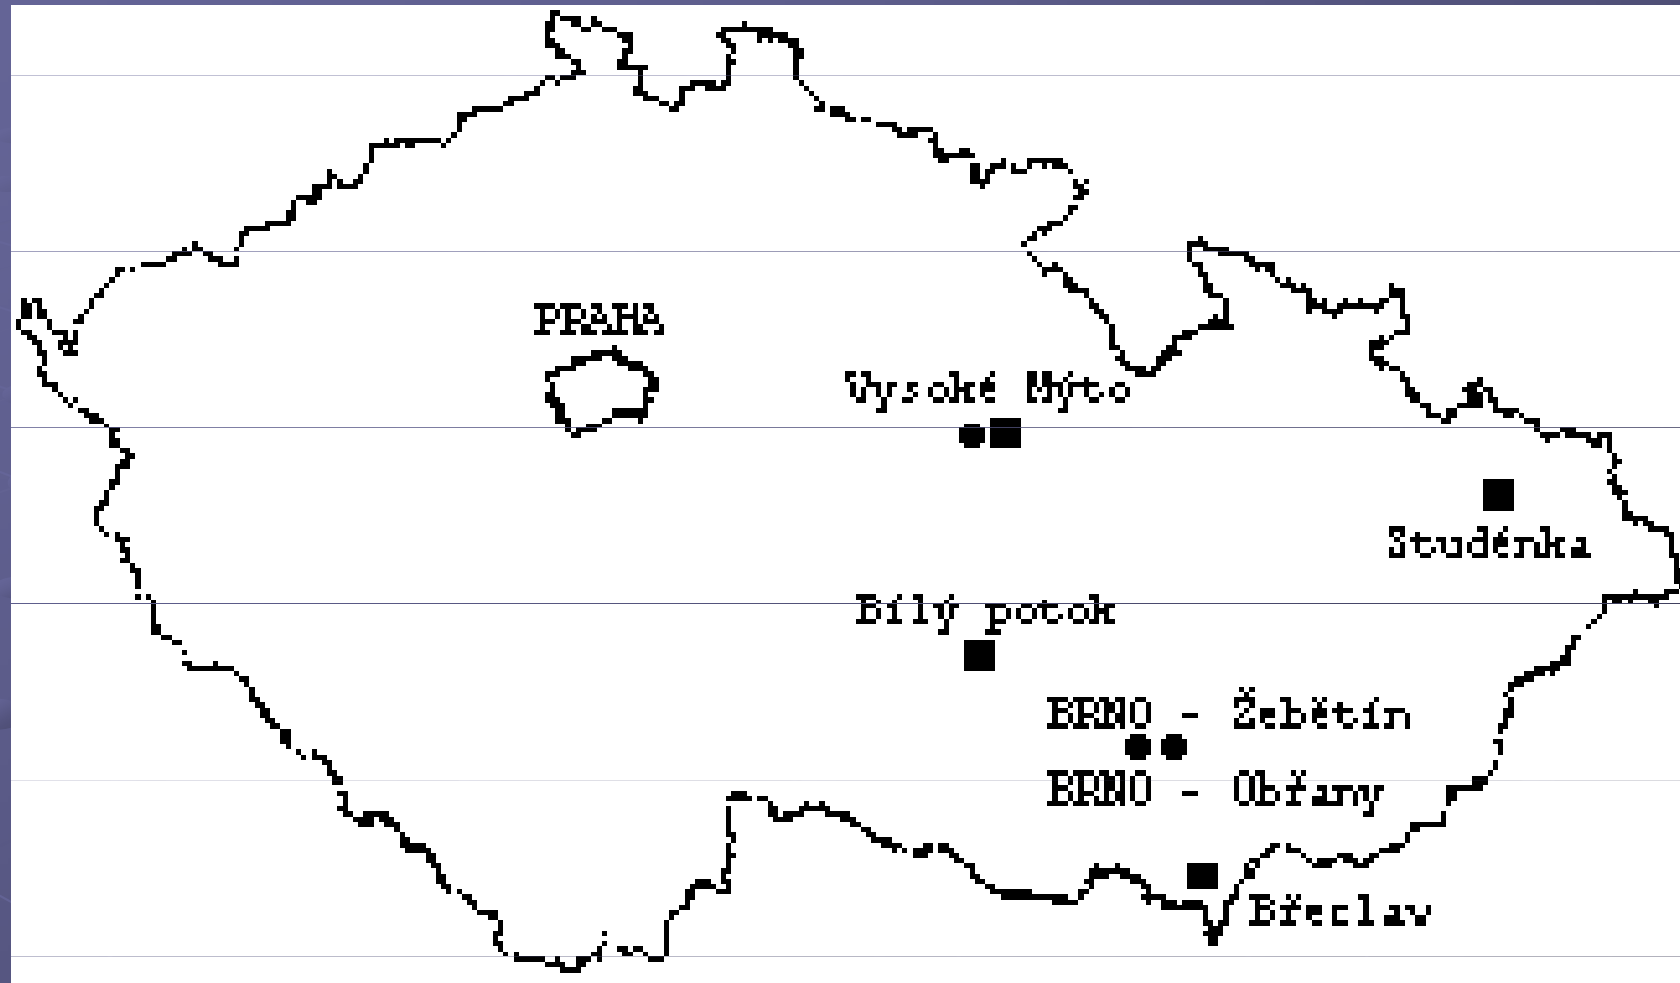 PRAHA
Vysoké Mýto
Studénka
Bílý potok
BRNO - Žebětín
BRNO - Obřany
Břeclav